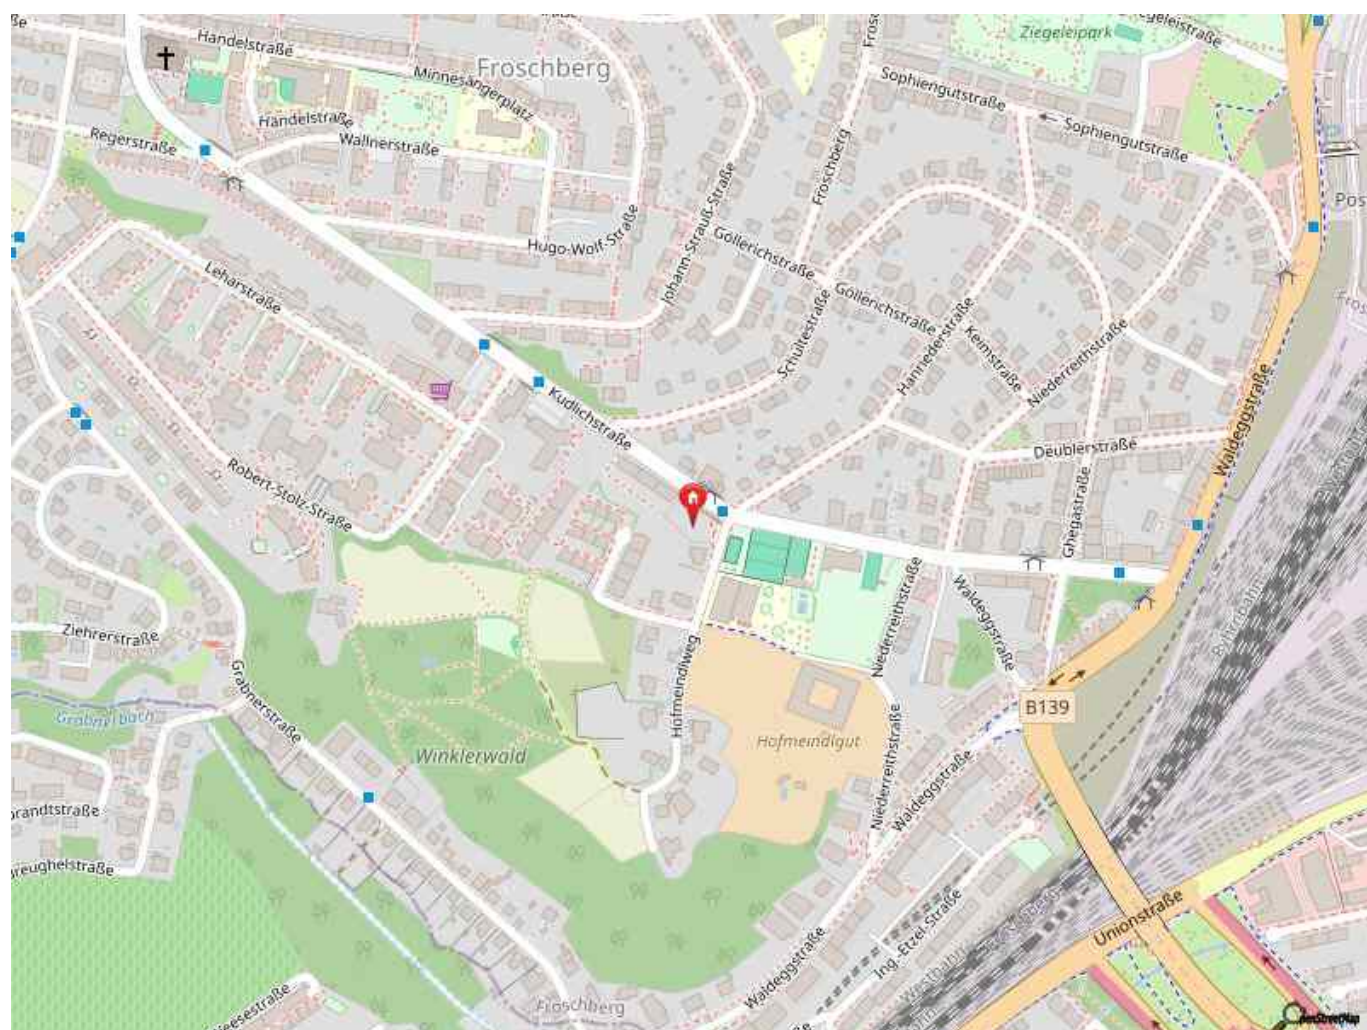 Händelstraße
Minnesängerplatz
Froschberg
Ziegeleipark
Sophiengutstraße
Sophiengutstraße
Händelstraße
Wallnerstraße
Regerstraße
Froschberg
Johann-Strauß-Straße
Hugo-Wolf-Straße
Göllerichstraße
Leharstraße
Göllerichstraße
Schultestraße
Hanriederstraße
Keimstraße
Niederreithstraße
Kudlichstraße
Waldeggstraße
Deublerstraße
Robert-Stolz-Straße
Ghegastraße
Niederreithstraße
Waldeggstraße
Ziehrerstraße
Grabnerstraße
Hofmeindlweg
B139
Grabnerbach
Winklerwald
Hofmeindlgut
Niederreithstraße
Waldeggstraße
Unionstraße
Ing.-Etzel-Straße
Waldeggstraße
Froschberg